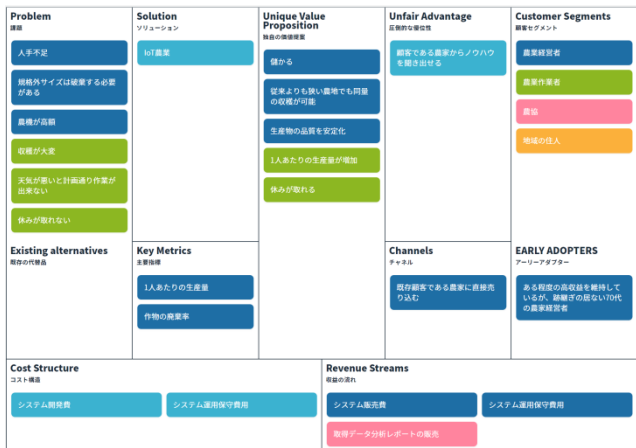 Problem
課題
人手不足
規格外サイズは破棄する必要
がある
農機が高額
収穫が大変
天気が悪いと計画通り作業が
出来ない
休みが取れない
Existing alternatives
既存の代替品
Solution
ソリューション
IoT農業
Key Metrics
主要指標
1人あたりの生産量
作物の廃棄率
Unique Value
Proposition
独自の価値提案
儲かる
従来よりも狭い農地でも同量
の収穫が可能
生産物の品質を安定化
1人あたりの生産量が増加
休みが取れる
Unfair Advantage
圧倒的な優位性
顧客である農家からノウハウ
を聞き出せる
Channels
チャネル
既存顧客である農家に直接売
り込む
Customer Segments
顧客セグメント
農業経営者
農業作業者
農協
地域の住人
EARLY ADOPTERS
アーリーアダプター
ある程度の高収益を維持して
いるが、跡継ぎの居ない70代
の農家経営者
Cost Structure
コスト構造
システム開発費
システム運用保守費用
Revenue Streams
収益の流れ
システム販売費
システム運用保守費用
取得データ分析レポートの販売